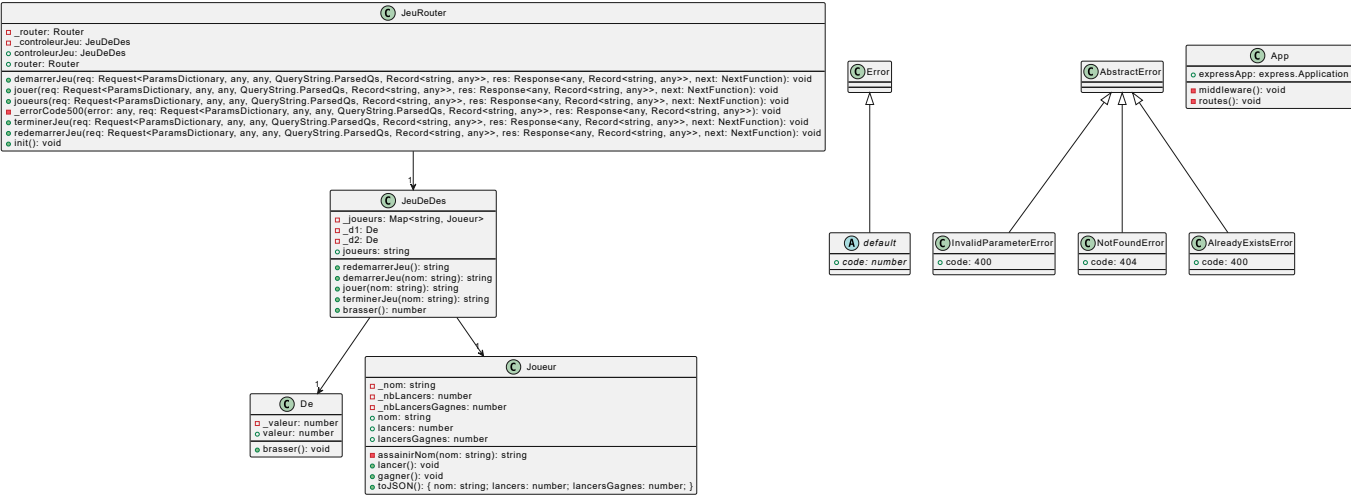 C JeuRouter
_router: Router
_controleurJeu: JeuDeDes
controleurJeu: JeuDeDes
router: Router
demarrerJeu(req: Request<ParamsDictionary, any, any, QueryString.ParsedQs, Record<string, any>>, res: Response<any, Record<string, any>>, next: NextFunction): void
jouer(req: Request<ParamsDictionary, any, any, QueryString.ParsedQs, Record<string, any>>, res: Response<any, Record<string, any>>, next: NextFunction): void
joueurs(req: Request<ParamsDictionary, any, any, QueryString.ParsedQs, Record<string, any>>, res: Response<any, Record<string, any>>, next: NextFunction): void
_errorCode500(error: any, req: Request<ParamsDictionary, any, any, QueryString.ParsedQs, Record<string, any>>, res: Response<any, Record<string, any>>): void
terminerJeu(req: Request<ParamsDictionary, any, any, QueryString.ParsedQs, Record<string, any>>, res: Response<any, Record<string, any>>, next: NextFunction): void
redemarrerJeu(req: Request<ParamsDictionary, any, any, QueryString.ParsedQs, Record<string, any>>, res: Response<any, Record<string, any>>, next: NextFunction): void
init(): void
C Error
C AbstractError
C App
expressApp: express.Application
middleware(): void
routes(): void
1
C JeuDeDes
_joueurs: Map<string, Joueur>
_d1: De
_d2: De
joueurs: string
redemarrerJeu(): string
demarrerJeu(nom: string): string
jouer(nom: string): string
terminerJeu(nom: string): string
brasser(): number
A default
code: number
C InvalidParameterError
code: 400
C NotFoundError
code: 404
C AlreadyExistsError
code: 400
1
1
C De
_valeur: number
valeur: number
brasser(): void
C Joueur
_nom: string
_nbLancers: number
_nbLancersGagnes: number
nom: string
lancers: number
lancersGagnes: number
assainirNom(nom: string): string
lancer(): void
gagner(): void
toJSON(): { nom: string; lancers: number; lancersGagnes: number; }